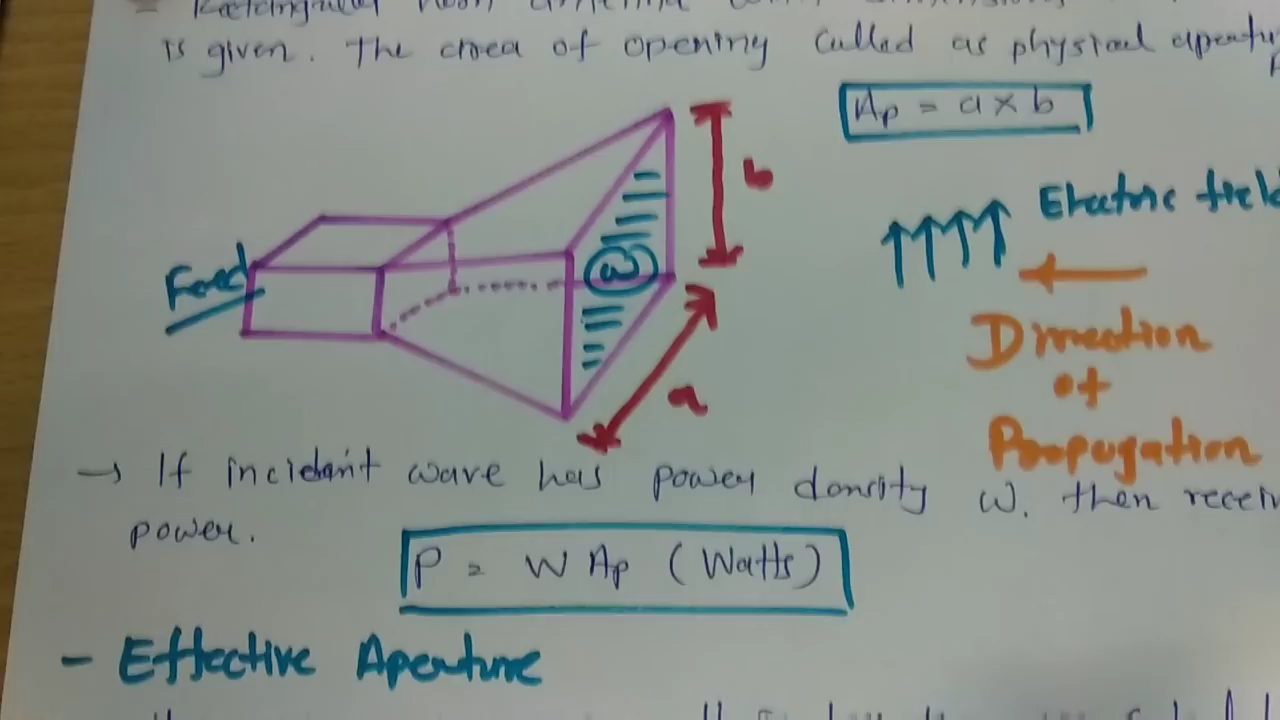 is given. The area of opening called as physical
Ap = a x b
b
Electric field
Feed
W
Direction
of
Propagation
a
→ If incident wave has power density W. then
power.
P = W Ap (Watts)
- Effective Aperture